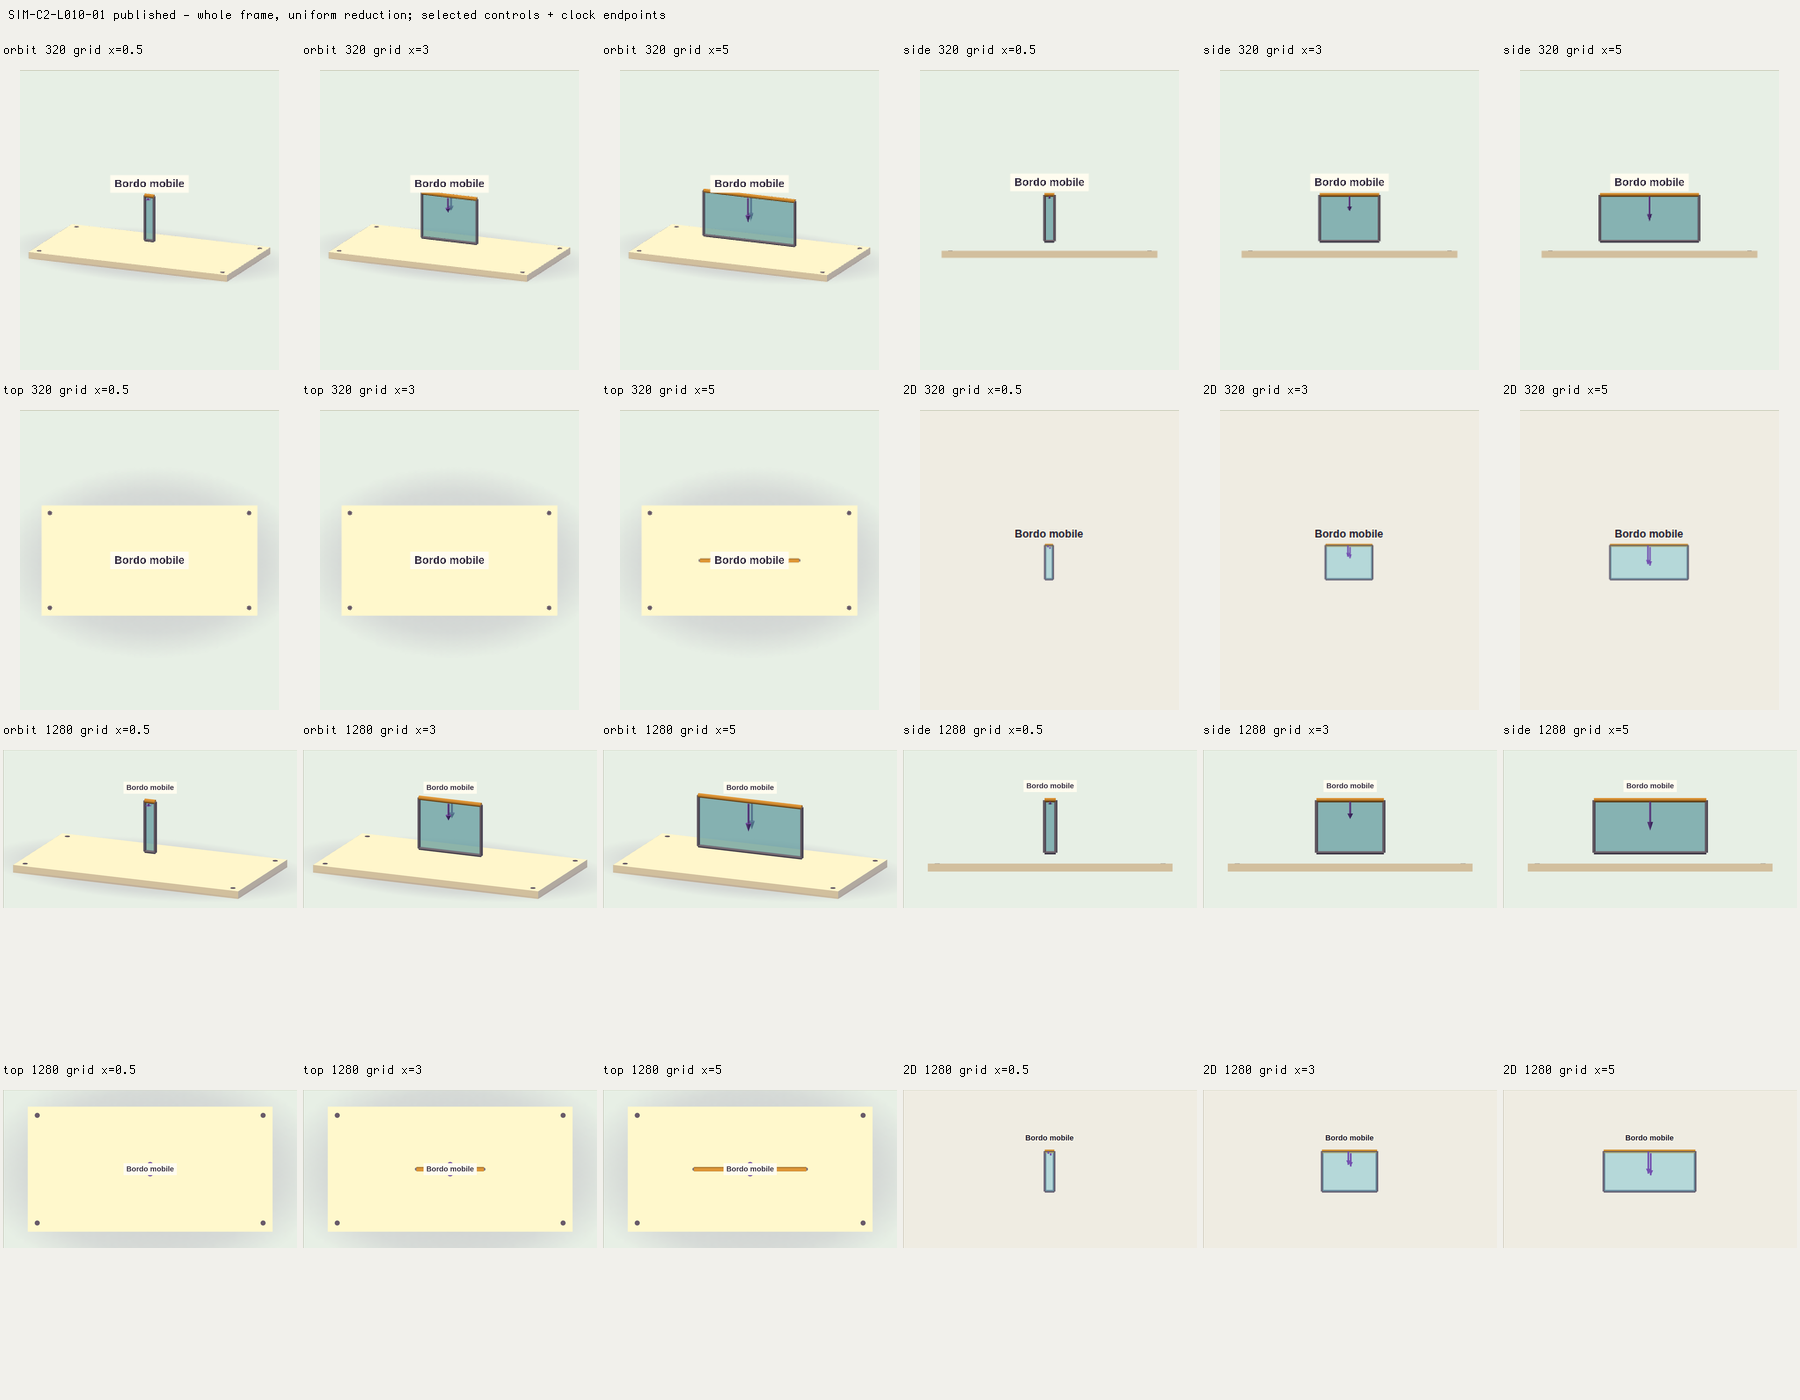 SIM-C2-L010-01 published — whole frame, uniform reduction; selected controls + clock endpoints
orbit 320 grid x=0.5
orbit 320 grid x=3
orbit 320 grid x=5
side 320 grid x=0.5
side 320 grid x=3
side 320 grid x=5
Bordo mobile
Bordo mobile
Bordo mobile
Bordo mobile
Bordo mobile
Bordo mobile
top 320 grid x=0.5
top 320 grid x=3
top 320 grid x=5
2D 320 grid x=0.5
2D 320 grid x=3
2D 320 grid x=5
Bordo mobile
Bordo mobile
Bordo mobile
Bordo mobile
Bordo mobile
Bordo mobile
orbit 1280 grid x=0.5
orbit 1280 grid x=3
orbit 1280 grid x=5
side 1280 grid x=0.5
side 1280 grid x=3
side 1280 grid x=5
Bordo mobile
Bordo mobile
Bordo mobile
Bordo mobile
Bordo mobile
Bordo mobile
top 1280 grid x=0.5
top 1280 grid x=3
top 1280 grid x=5
2D 1280 grid x=0.5
2D 1280 grid x=3
2D 1280 grid x=5
Bordo mobile
Bordo mobile
Bordo mobile
Bordo mobile
Bordo mobile
Bordo mobile